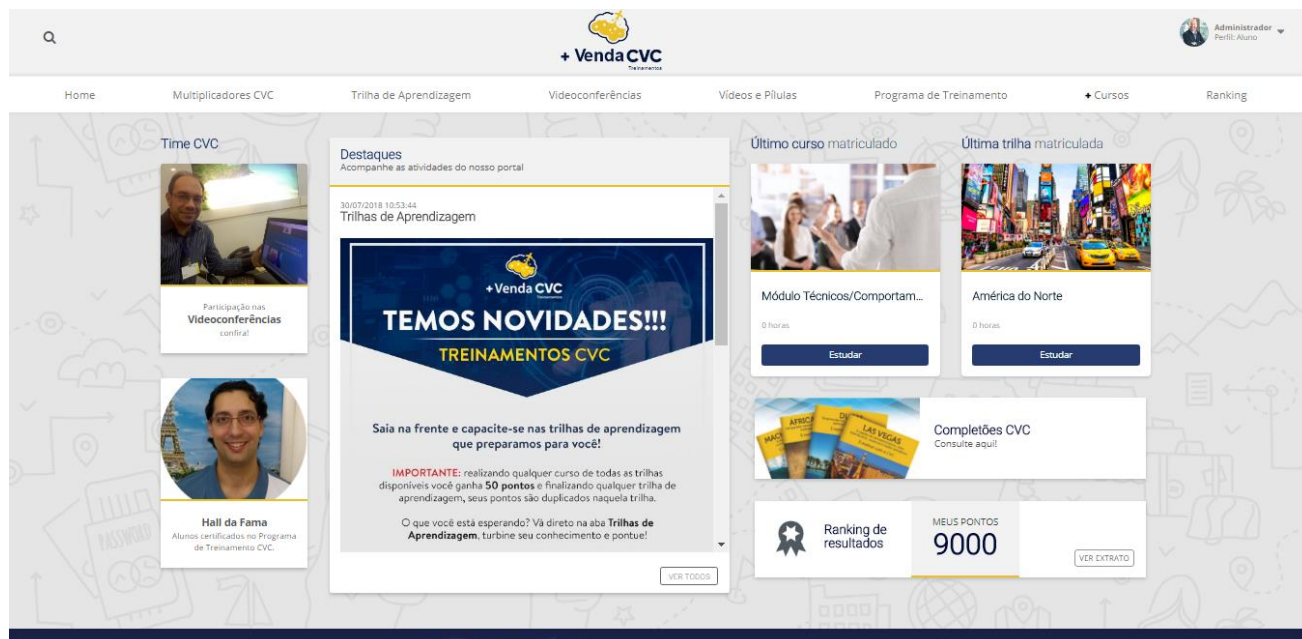 + Venda CVC
Treinamentos
Administrador
Perfil: Aluno
Home
Multiplicadores CVC
Trilha de Aprendizagem
Videoconferências
Vídeos e Pílulas
Programa de Treinamento
+ Cursos
Ranking
Time CVC
Participação nas
Videoconferências
confira!
Hall da Fama
Alunos certificados no Programa
de Treinamento CVC.
Destaques
Acompanhe as atividades do nosso portal
30/07/2018 10:53:44
Trilhas de Aprendizagem
+Venda CVC
Treinamentos
TEMOS NOVIDADES!!!
TREINAMENTOS CVC
Saia na frente e capacite-se nas trilhas de aprendizagem
que preparamos para você!
IMPORTANTE: realizando qualquer curso de todas as trilhas
disponíveis você ganha 50 pontos e finalizando qualquer trilha de
aprendizagem, seus pontos são duplicados naquela trilha.
O que você está esperando? Vá direto na aba Trilhas de
Aprendizagem, turbine seu conhecimento e pontue!
VER TODOS
Último curso matriculado
Módulo Técnicos/Comportam...
0 horas
Estudar
Última trilha matriculada
América do Norte
0 horas
Estudar
ÁFRICA
LAS VEGAS
Completões CVC
Consulte aqui!
Ranking de
resultados
MEUS PONTOS
9000
VER EXTRATO
PASSWORD